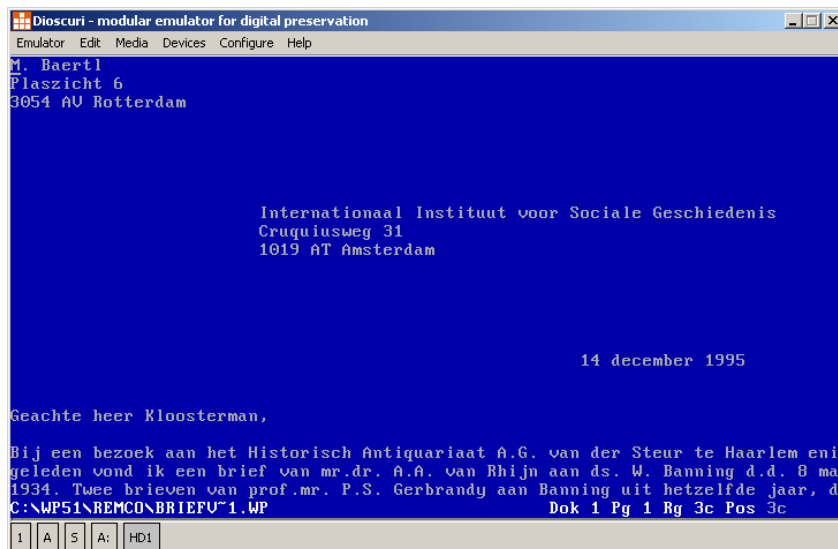 Dioscuri - modular emulator for digital preservation
Emulator Edit Media Devices Configure Help
M. Baertl
Plaszicht 6
3054 AV Rotterdam
Internationaal Instituut voor Sociale Geschiedenis
Cruquiusweg 31
1019 AT Amsterdam
14 december 1995
Geachte heer Kloosterman,
Bij een bezoek aan het Historisch Antiquariaat A.G. van der Steur te Haarlem eni
geleden vond ik een brief van mr.dr. A.A. van Rhijn aan ds. W. Banning d.d. 8 ma
1934. Twee brieven van prof.mr. P.S. Gerbrandy aan Banning uit hetzelfde jaar, d
C:\WP51\REMCO\BRIEFV~1.WP Dok 1 Pg 1 Rg 3c Pos 3c
1 A S A: HD1